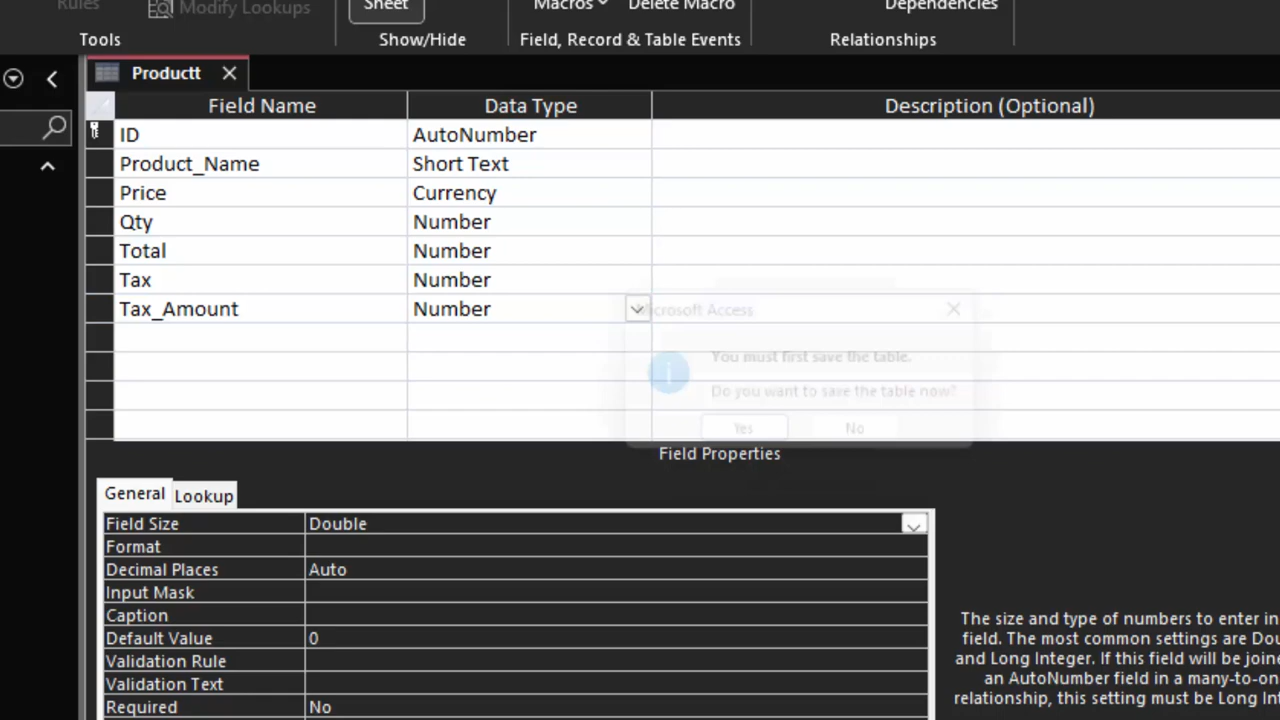 Rules
Modify Lookups
Sheet
Macros
Delete Macro
Dependencies
Tools
Show/Hide
Field, Record & Table Events
Relationships
Productt
Field Name Data Type Description (Optional)
ID AutoNumber
Product_Name Short Text
Price Currency
Qty Number
Total Number
Tax Number
Tax_Amount Number
Microsoft Access
You must first save the table.
Do you want to save the table now?
Yes No
Field Properties
General Lookup
Field Size Double
Format
Decimal Places Auto
Input Mask
Caption
Default Value 0
Validation Rule
Validation Text
Required No
The size and type of numbers to enter in
field. The most common settings are Dou
and Long Integer. If this field will be joine
an AutoNumber field in a many-to-on
relationship, this setting must be Long Int